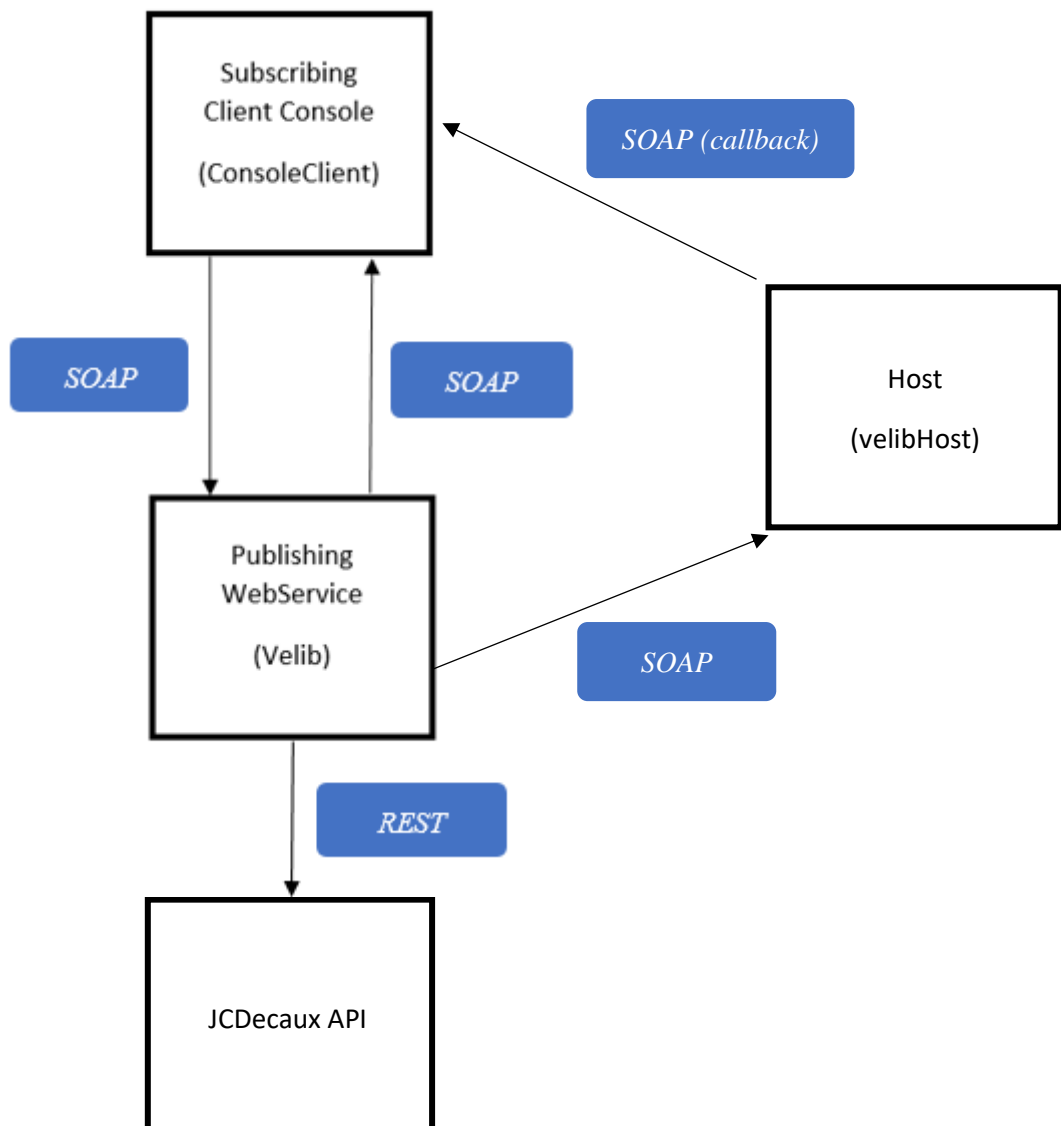 Subscribing
Client Console
(ConsoleClient)
SOAP (callback)
SOAP
SOAP
Host
(velibHost)
Publishing
WebService
(Velib)
SOAP
REST
JCDecaux API